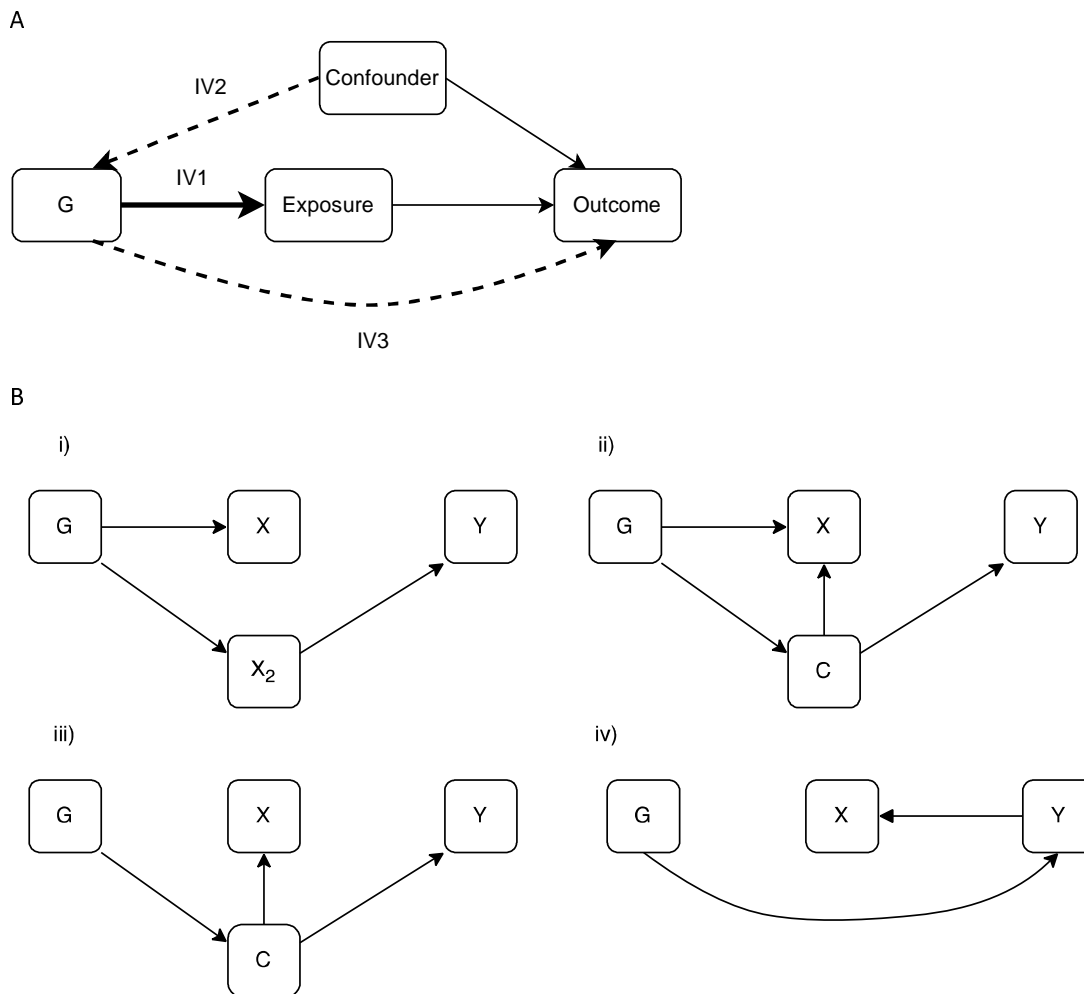 A
Confounder
IV2
IV1
G
Exposure
Outcome
IV3
B
i)
ii)
G
X
Y
G
X
Y
X2
C
iii)
iv)
G
X
Y
G
X
Y
C